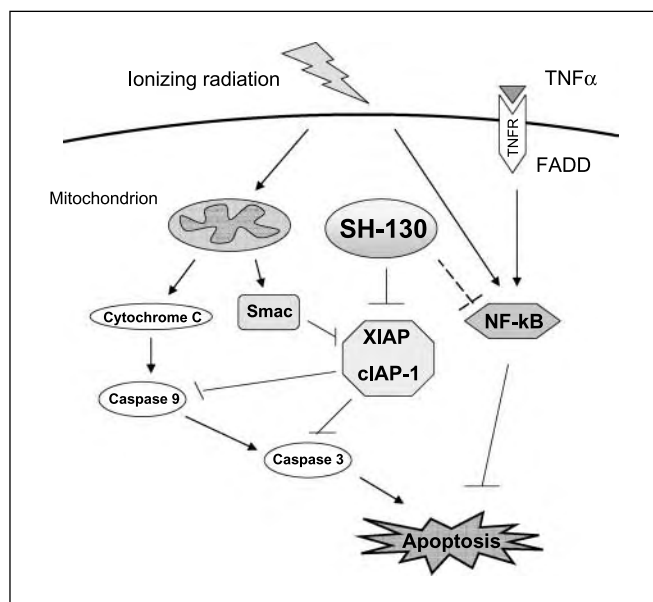 Ionizing radiation
TNFα
TNFR
FADD
Mitochondrion
SH-130
Cytochrome C
Smac
XIAP
cIAP-1
NF-kB
Caspase 9
Caspase 3
Apoptosis